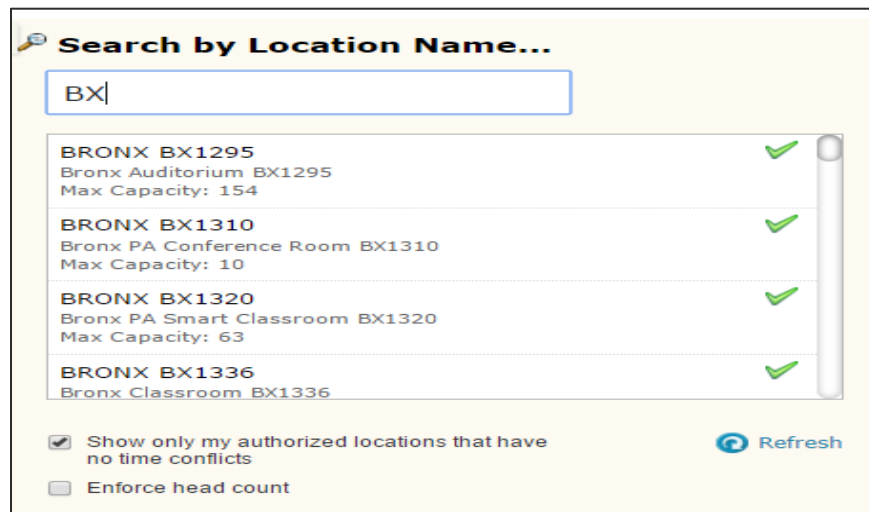 Search by Location Name...
BX
BRONX BX1295
Bronx Auditorium BX1295
Max Capacity: 154
BRONX BX1310
Bronx PA Conference Room BX1310
Max Capacity: 10
BRONX BX1320
Bronx PA Smart Classroom BX1320
Max Capacity: 63
BRONX BX1336
Bronx Classroom BX1336
Show only my authorized locations that have
no time conflicts
Refresh
Enforce head count